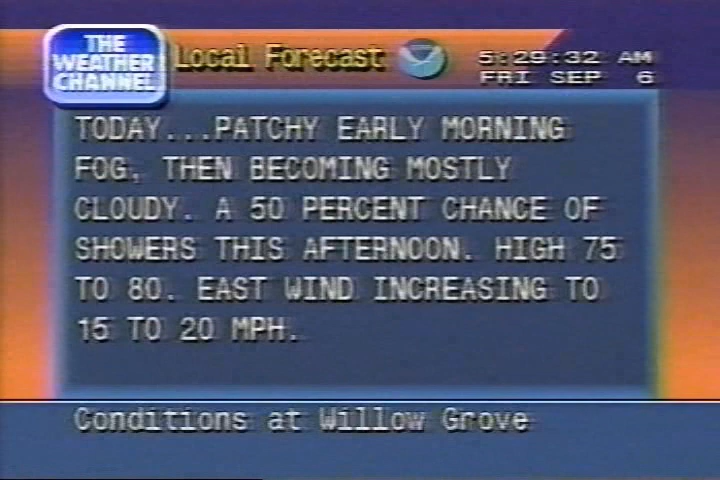 THE
WEATHER
CHANNEL
Local Forecast
5:29:32 AM
FRI SEP 6
TODAY...PATCHY EARLY MORNING
FOG, THEN BECOMING MOSTLY
CLOUDY. A 50 PERCENT CHANCE OF
SHOWERS THIS AFTERNOON. HIGH 75
TO 80. EAST WIND INCREASING TO
15 TO 20 MPH.
Conditions at Willow Grove